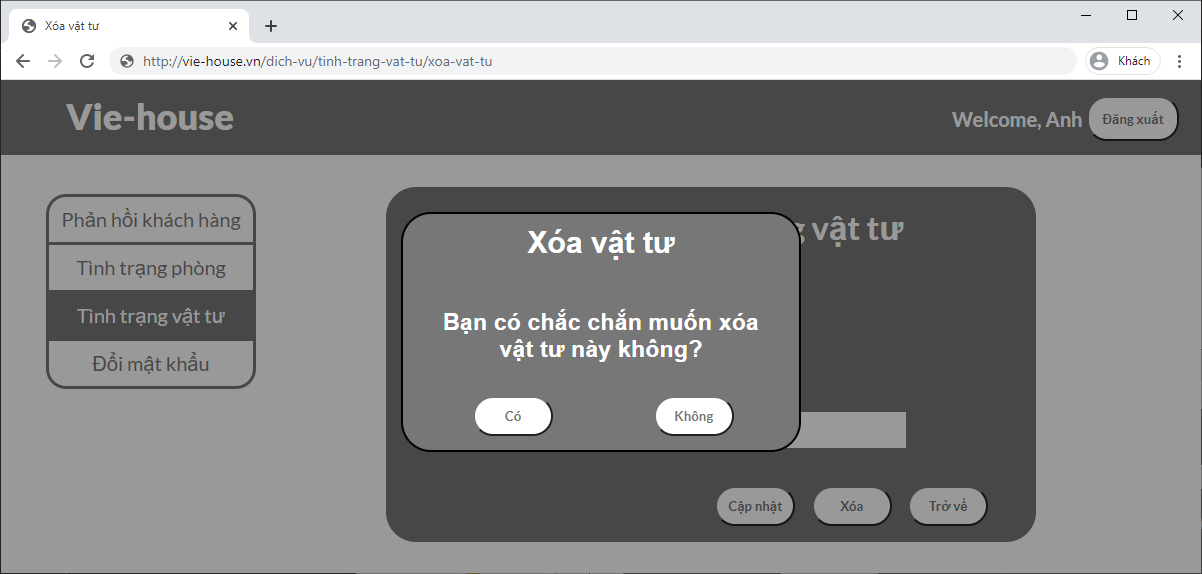 Xóa vật tư
http://vie-house.vn/dich-vu/tinh-trang-vat-tu/xoa-vat-tu
Khách
Vie-house
Welcome, Anh
Đăng xuất
Phản hồi khách hàng
Tình trạng phòng
Tình trạng vật tư
Đổi mật khẩu
vật tư
Xóa vật tư
Bạn có chắc chắn muốn xóa
vật tư này không?
Có
Không
Cập nhật
Xóa
Trở về